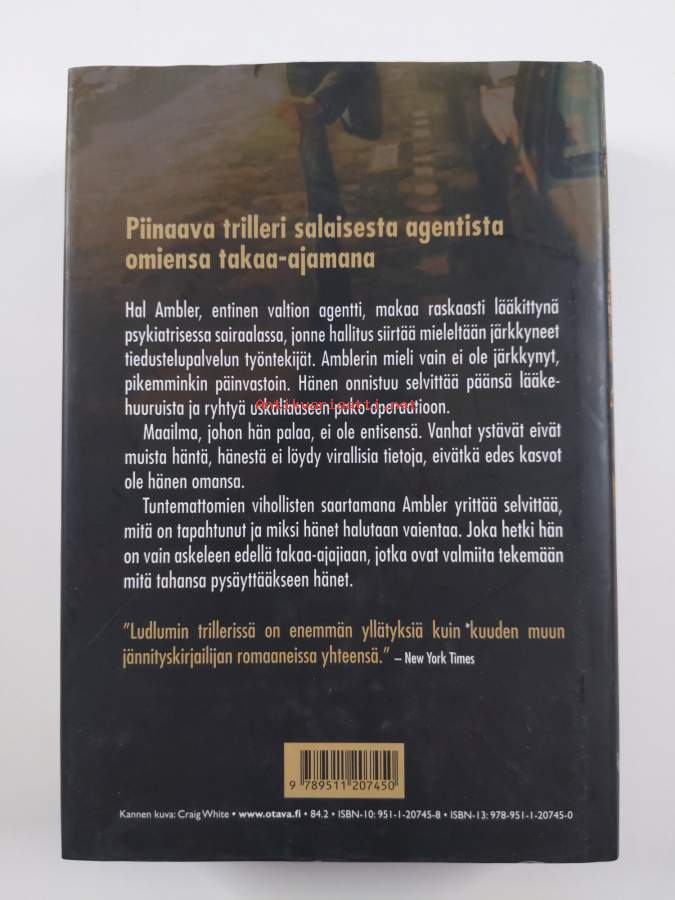 Piinaava trilleri salaisesta agentista
omiensa takaa-ajamana
Hal Ambler, entinen valtion agentti, makaa raskaasti lääkittynä
psykiatrisessa sairaalassa, jonne hallitus siirtää mieleltään järkkyneet
tiedustelupalvelun työntekijät. Amblerin mieli vain ei ole järkkynyt,
pikemminkin päinvastoin. Hänen onnistuu selvittää päänsä lääke-
huuruista ja ryhtyä uskaliaaseen pako-operaatioon.
Antikvariaatti.net
Maailma, johon hän palaa, ei ole entisensä. Vanhat ystävät eivät
muista häntä, hänestä ei löydy virallisia tietoja, eivätkä edes kasvot
ole hänen omansa.
Tuntemattomien vihollisten saartamana Ambler yrittää selvittää,
mitä on tapahtunut ja miksi hänet halutaan vaientaa. Joka hetki hän
on vain askeleen edellä takaa-ajajiaan, jotka ovat valmiita tekemään
mitä tahansa pysäyttääkseen hänet.
”Ludlumin trillerissä on enemmän yllätyksiä kuin kuuden muun
jännityskirjailijan romaaneissa yhteensä.” – New York Times
9 789511 207450
Kannen kuva: Craig White • www.otava.fi • 84.2 • ISBN-10: 951-1-20745-8 • ISBN-13: 978-951-1-20745-0